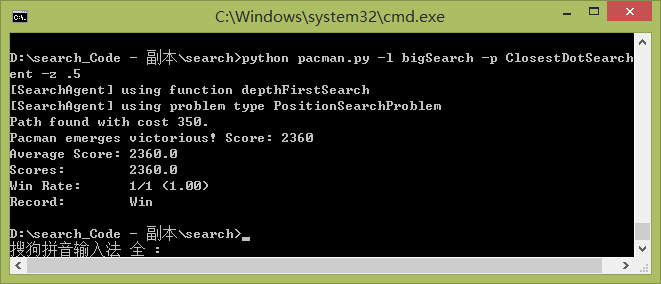 C:\Windows\system32\cmd.exe
D:\search_Code - 副本\search>python pacman.py -l bigSearch -p ClosestDotSearch
ent -z .5
[SearchAgent] using function depthFirstSearch
[SearchAgent] using problem type PositionSearchProblem
Path found with cost 350.
Pacman emerges victorious! Score: 2360
Average Score: 2360.0
Scores:        2360.0
Win Rate:      1/1 (1.00)
Record:        Win
D:\search_Code - 副本\search>
搜狗拼音输入法 全 :